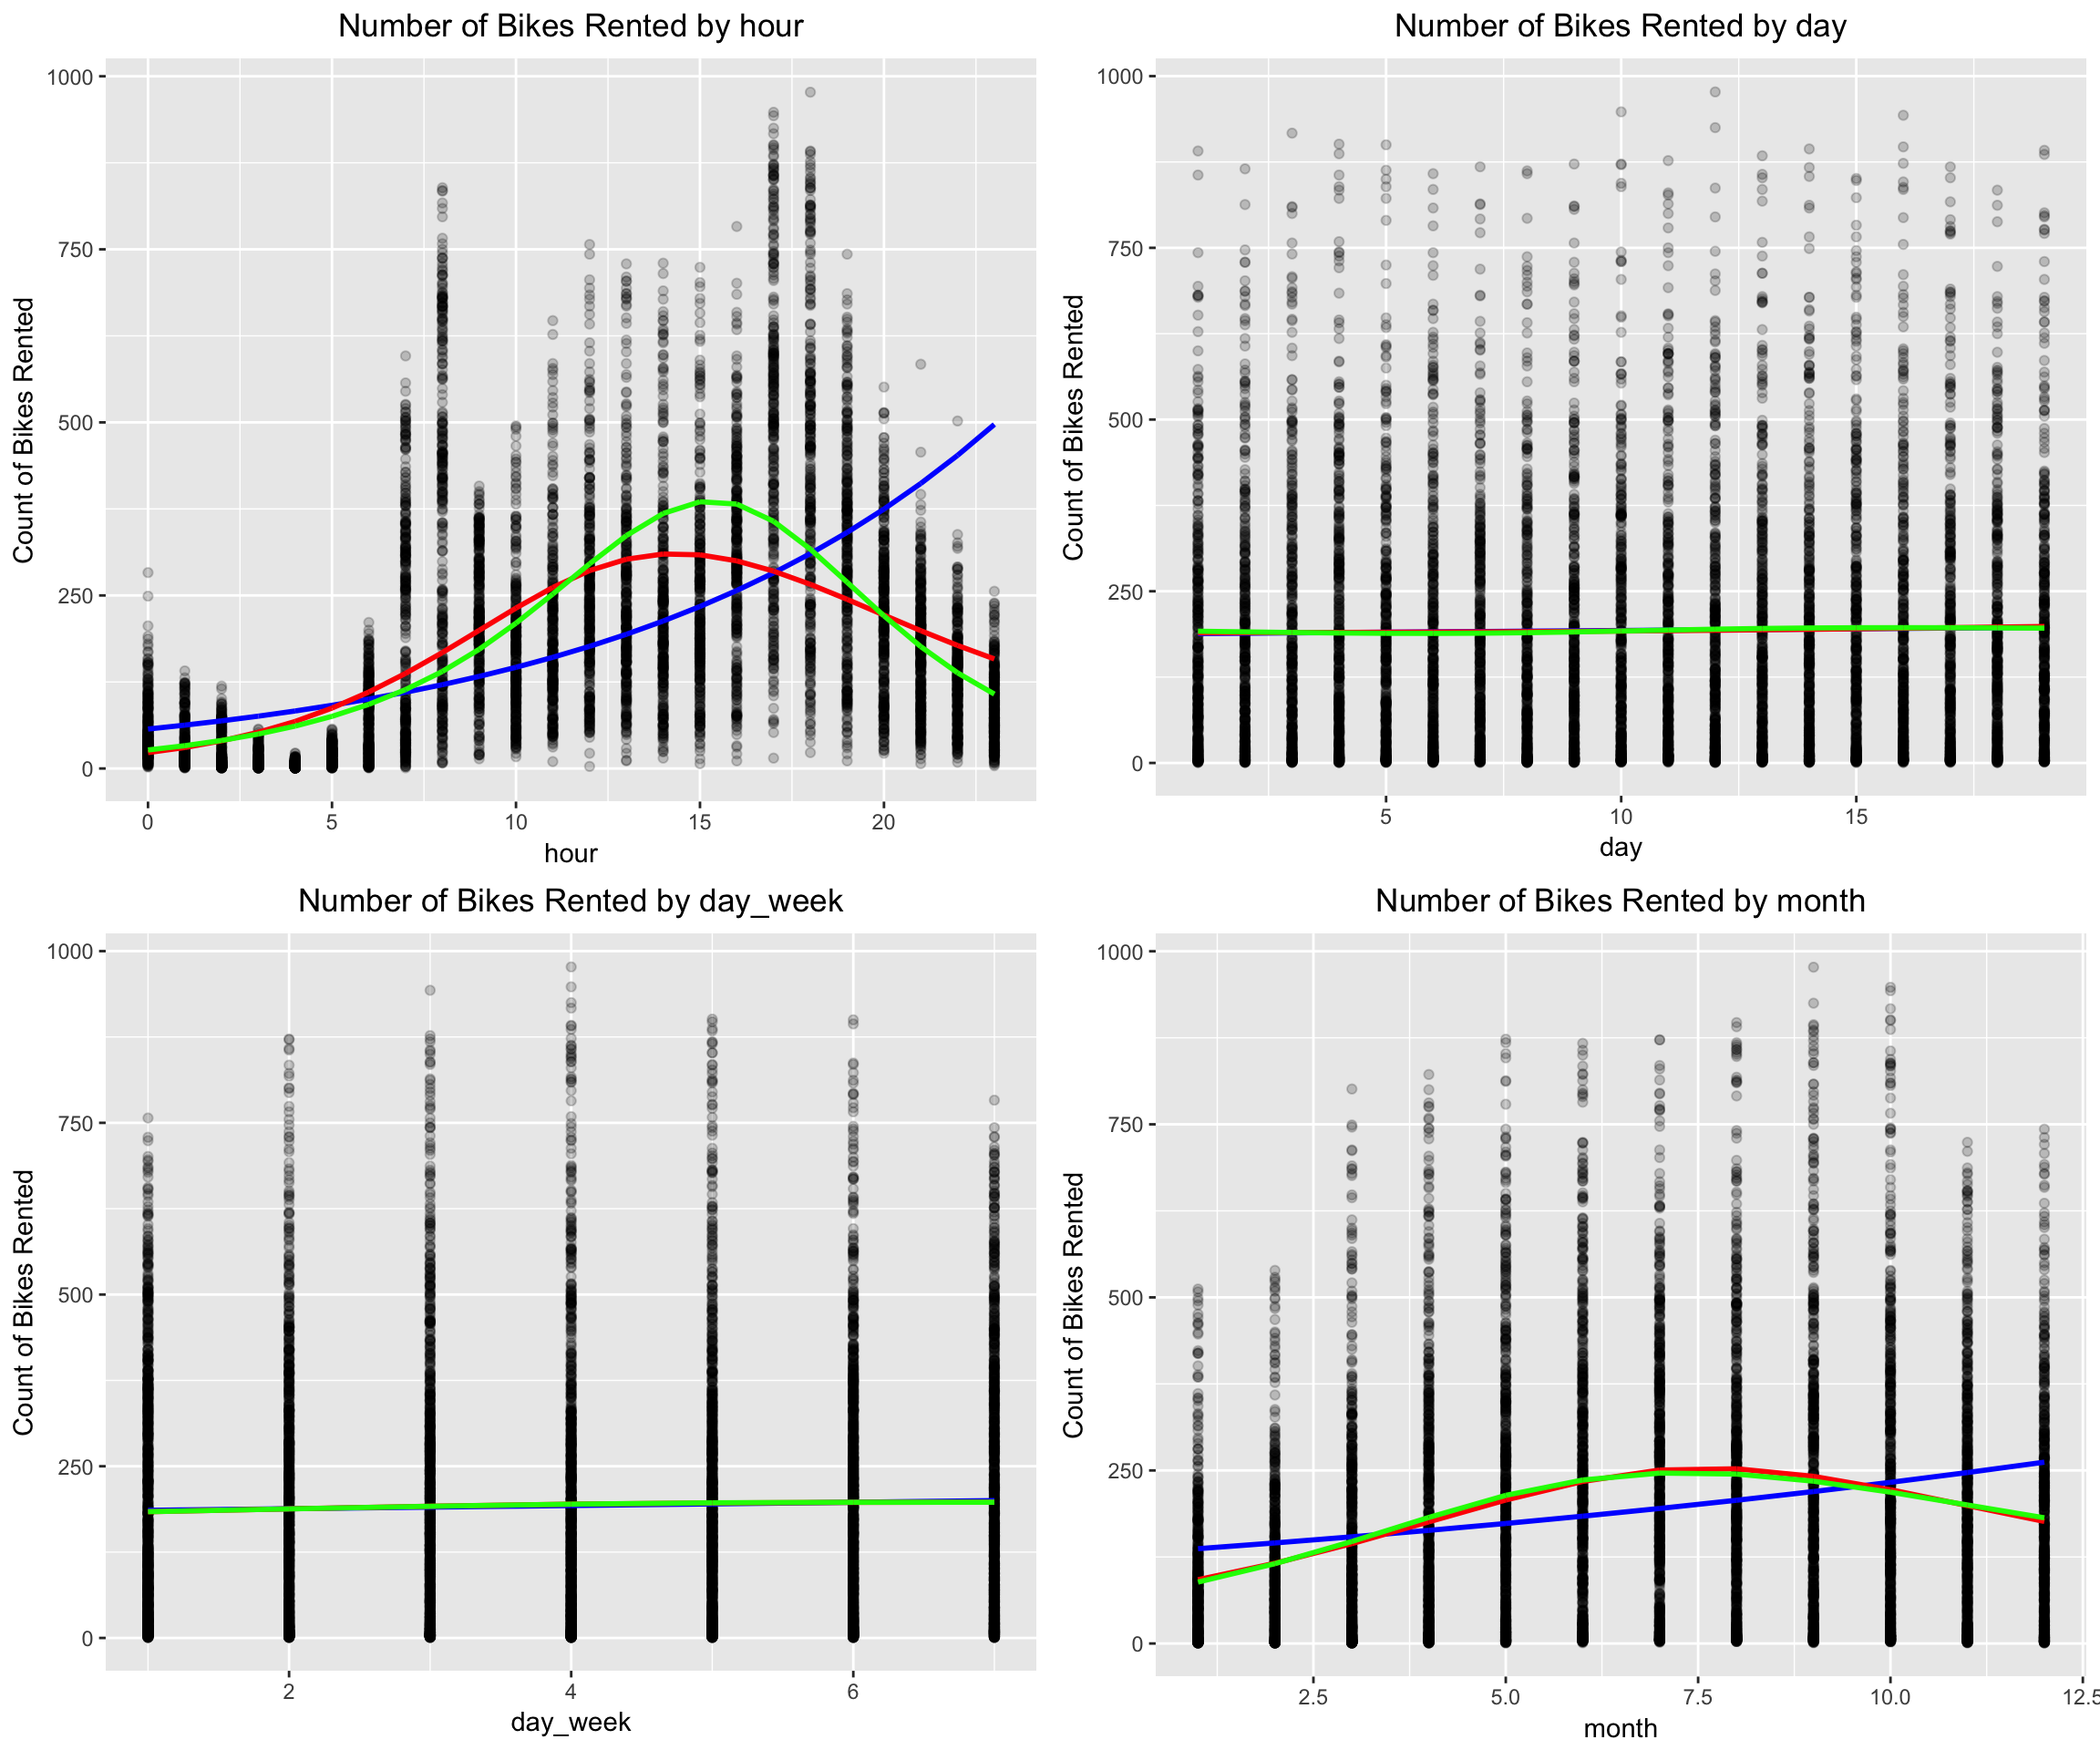 Number of Bikes Rented by hour
1000
750
500
250
0
Count of Bikes Rented
0 5 10 15 20
hour
Number of Bikes Rented by day
1000
750
500
250
0
Count of Bikes Rented
5 10 15
day
Number of Bikes Rented by day_week
1000
750
500
250
0
Count of Bikes Rented
2 4 6
day_week
Number of Bikes Rented by month
1000
750
500
250
0
Count of Bikes Rented
2.5 5.0 7.5 10.0 12.5
month